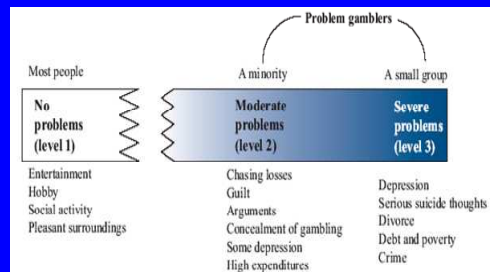 Problem gamblers
Most people
A minority
A small group
No
problems
(level 1)
Moderate
problems
(level 2)
Severe
problems
(level 3)
Entertainment
Hobby
Social activity
Pleasant surroundings
Chasing losses
Guilt
Arguments
Concealment of gambling
Some depression
High expenditures
Depression
Serious suicide thoughts
Divorce
Debt and poverty
Crime